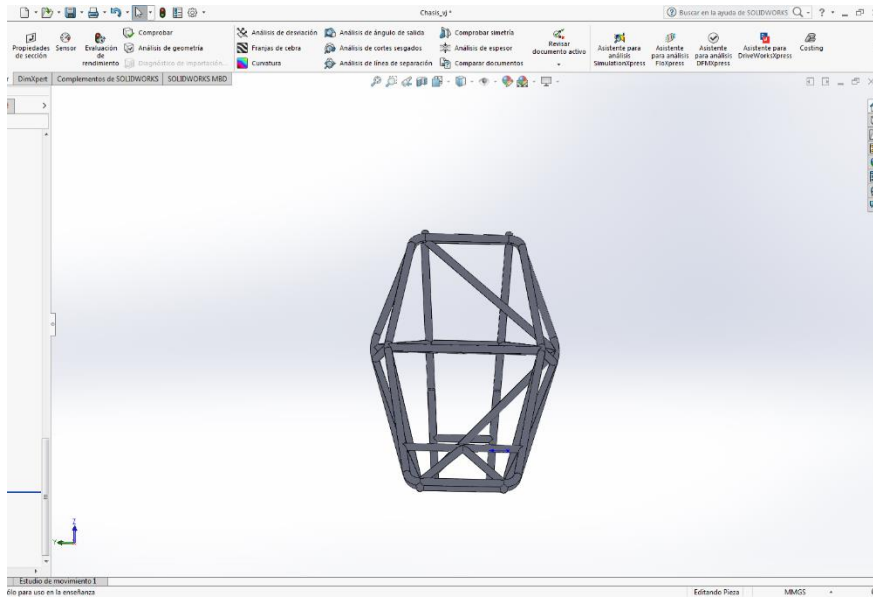 Chasis_vj *
Buscar en la ayuda de SOLIDWORKS
Propiedades de sección
Sensor
Evaluación de rendimiento
Comprobar
Análisis de geometría
Diagnóstico de importación...
Análisis de desviación
Franjas de cebra
Curvatura
Análisis de ángulo de salida
Análisis de cortes sesgados
Análisis de línea de separación
Comprobar simetría
Análisis de espesor
Comparar documentos
Revisar documento activo
Asistente para análisis SimulationXpress
Asistente para análisis FloXpress
Asistente para análisis DFMXpress
Asistente para DriveWorksXpress
Costing
DimXpert
Complementos de SOLIDWORKS
SOLIDWORKS MBD
Z
Y
Estudio de movimiento 1
ólo para uso en la enseñanza
Editando Pieza
MMGS